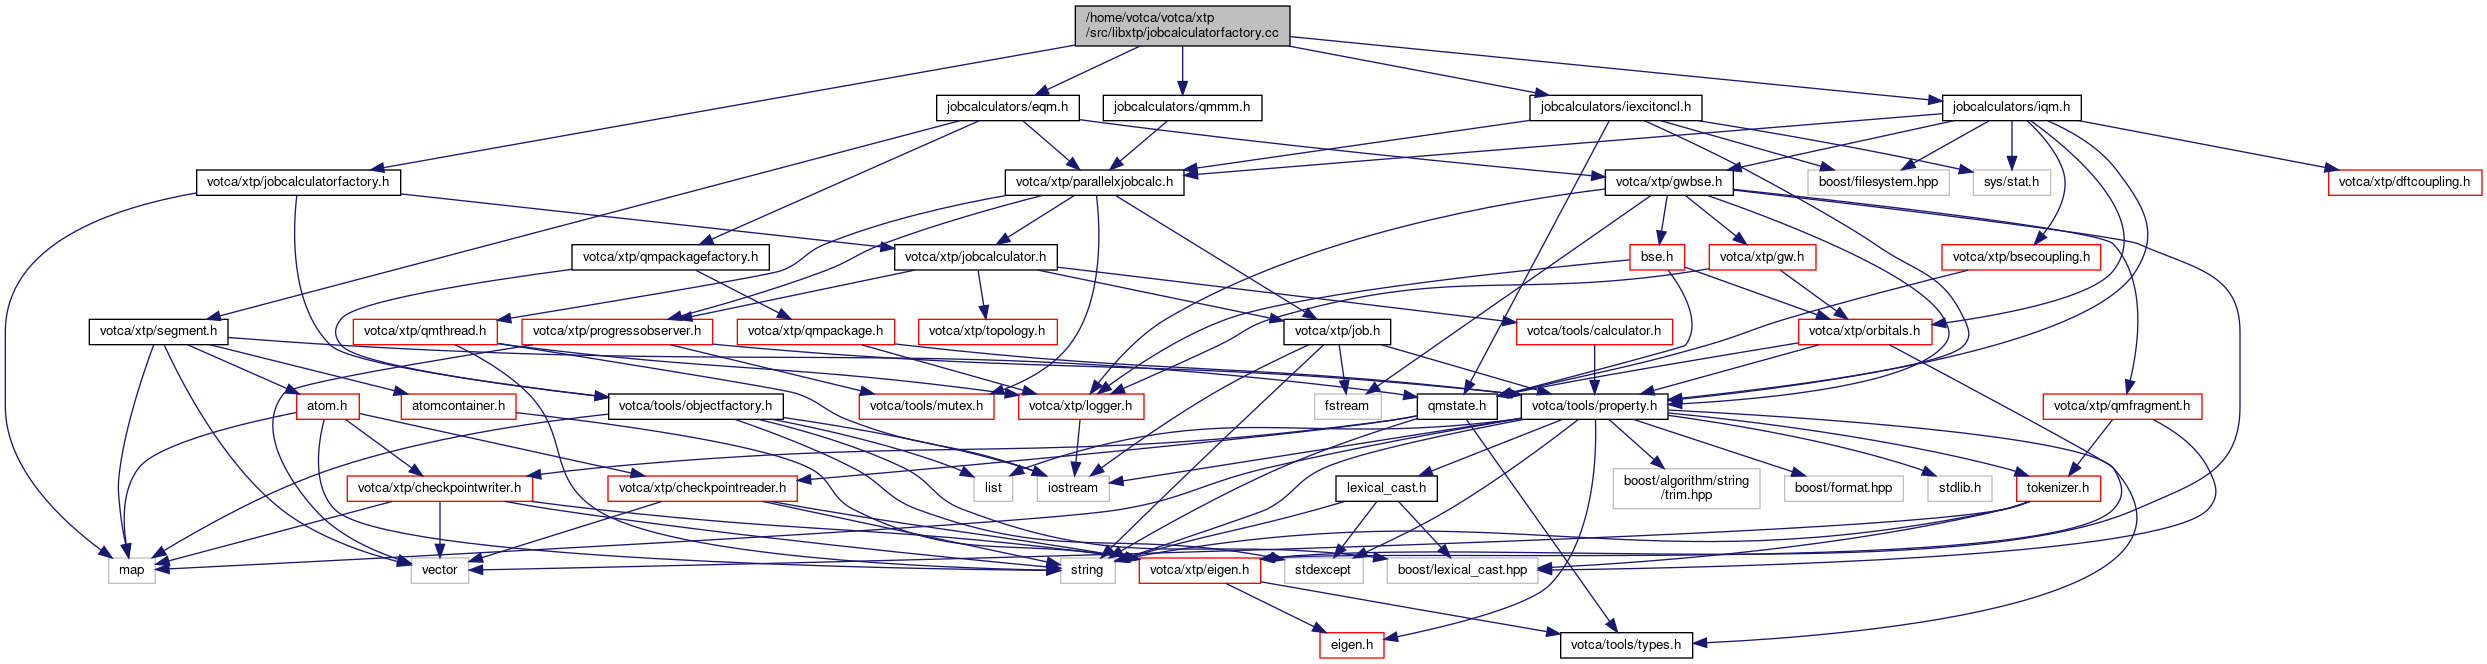 /home/votca/votca/xtp
/src/libxtp/jobcalculatorfactory.cc
jobcalculators/eqm.h
jobcalculators/qmmm.h
jobcalculators/iexcitoncl.h
jobcalculators/iqm.h
votca/xtp/jobcalculatorfactory.h
votca/xtp/parallelxjobcalc.h
votca/xtp/gwbse.h
boost/filesystem.hpp
sys/stat.h
votca/xtp/dftcoupling.h
votca/xtp/qmpackagefactory.h
votca/xtp/jobcalculator.h
bse.h
votca/xtp/gw.h
votca/xtp/bsecoupling.h
votca/xtp/segment.h
votca/xtp/qmthread.h
votca/xtp/progressobserver.h
votca/xtp/qmpackage.h
votca/xtp/topology.h
votca/xtp/job.h
votca/tools/calculator.h
votca/xtp/orbitals.h
atom.h
atomcontainer.h
votca/tools/objectfactory.h
votca/tools/mutex.h
votca/xtp/logger.h
fstream
qmstate.h
votca/tools/property.h
votca/xtp/qmfragment.h
votca/xtp/checkpointwriter.h
votca/xtp/checkpointreader.h
list
iostream
lexical_cast.h
boost/algorithm/string
/trim.hpp
boost/format.hpp
stdlib.h
tokenizer.h
map
vector
string
votca/xtp/eigen.h
stdexcept
boost/lexical_cast.hpp
eigen.h
votca/tools/types.h